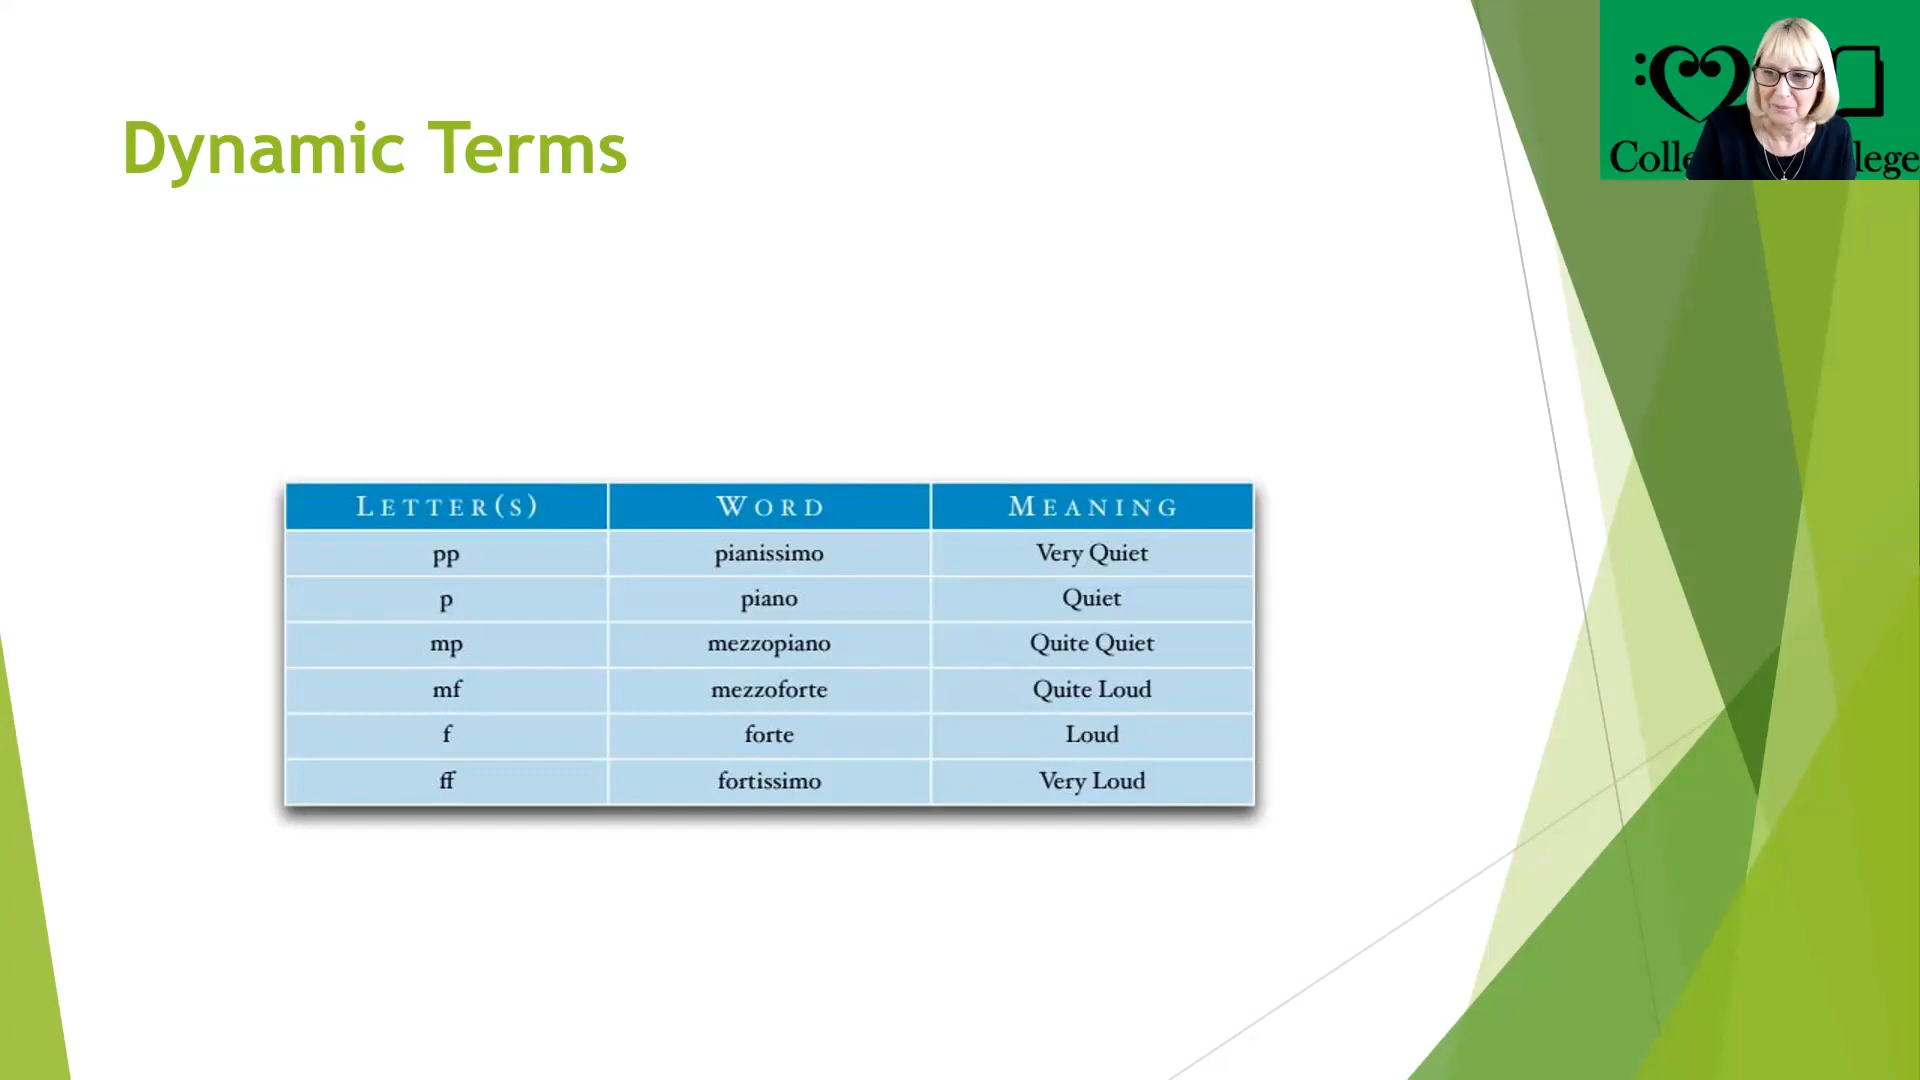 Dynamic Terms
LETTER(S) WORD MEANING
pp pianissimo Very Quiet
p piano Quiet
mp mezzopiano Quite Quiet
mf mezzoforte Quite Loud
f forte Loud
ff fortissimo Very Loud